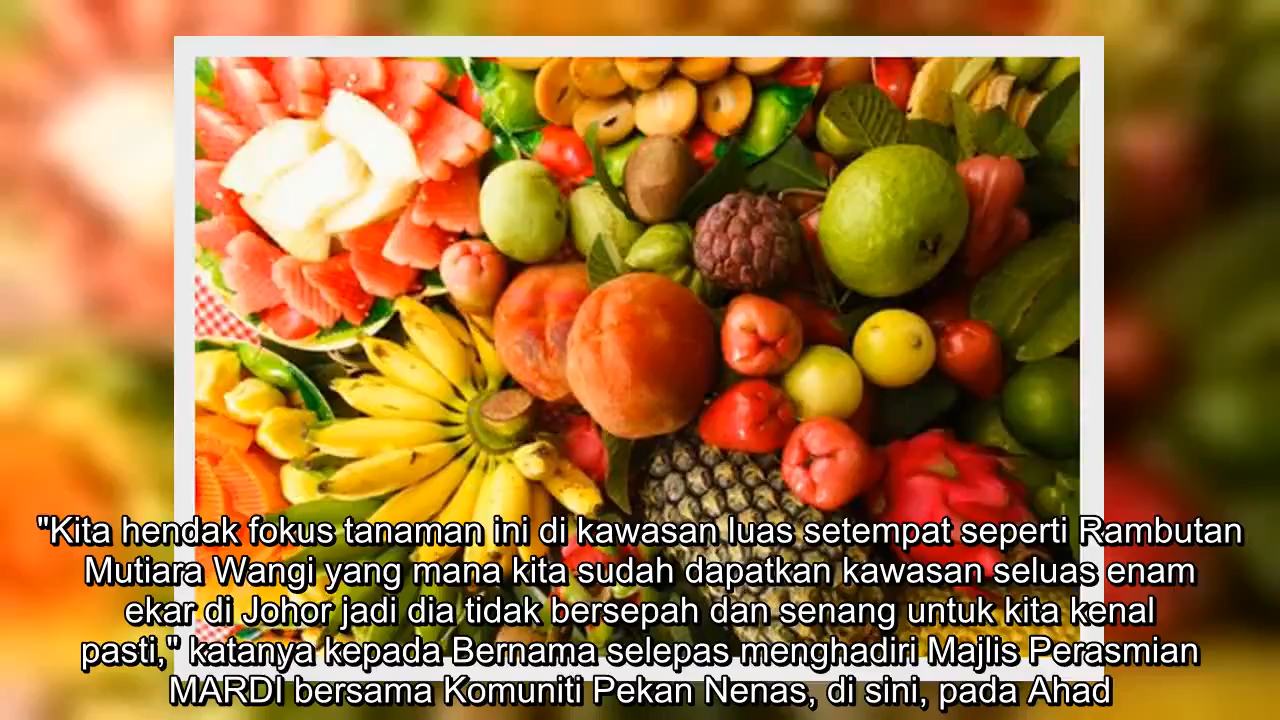 "Kita hendak fokus tanaman ini di kawasan luas setempat seperti Rambutan
Mutiara Wangi yang mana kita sudah dapatkan kawasan seluas enam
ekar di Johor jadi dia tidak bersepah dan senang untuk kita kenal
pasti," katanya kepada Bernama selepas menghadiri Majlis Perasmian
MARDI bersama Komuniti Pekan Nenas, di sini, pada Ahad